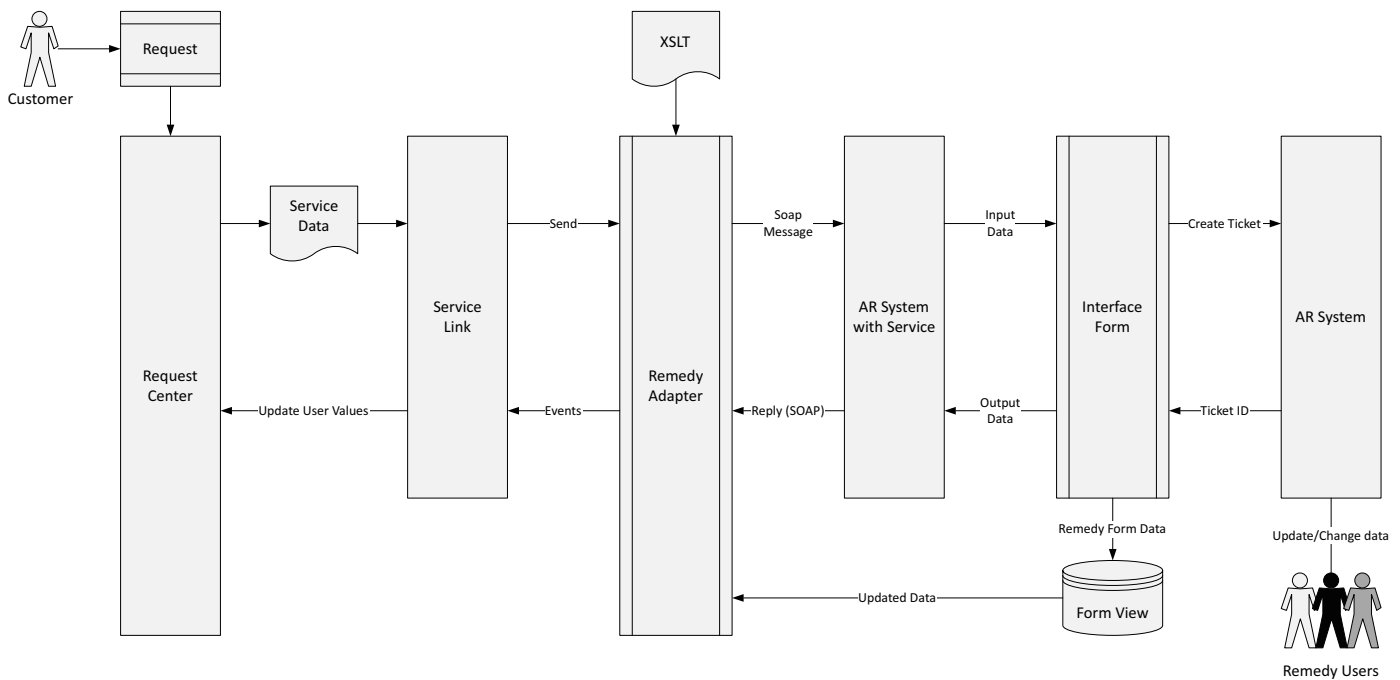 Request
XSLT
Customer
Service
Data
Send
Soap
Message
Input
Data
Create Ticket
Service
Link
AR System
with Service
Interface
Form
AR System
Request
Center
Remedy
Adapter
Update User Values
Events
Reply (SOAP)
Output
Data
Ticket ID
Remedy Form Data
Update/Change data
Updated Data
Form View
Remedy Users